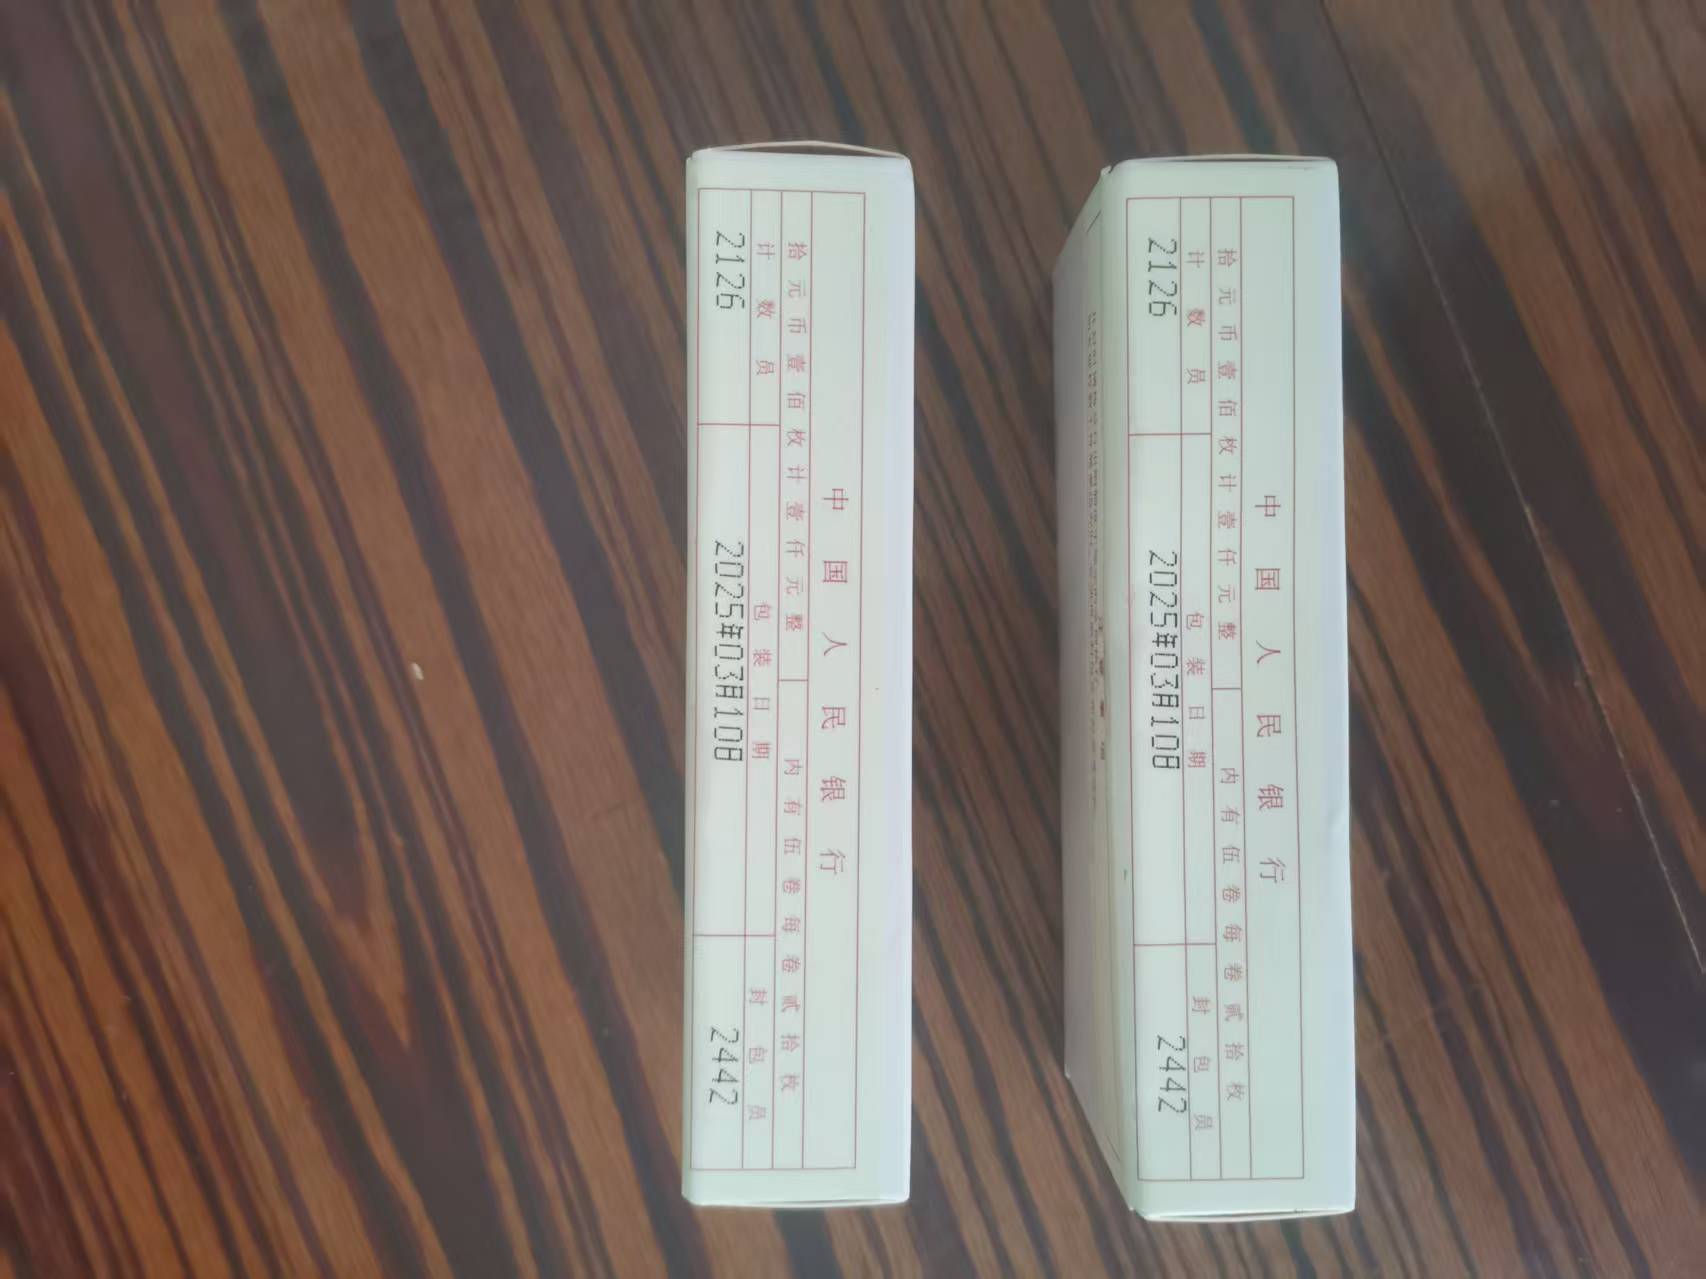 中国人民银行
拾元币壹佰枚计壹仟元整 内有伍卷每卷贰拾枚
计数员 包装日期 封包员
2126 2025年03月10日 2442
中国人民银行
拾元币壹佰枚计壹仟元整 内有伍卷每卷贰拾枚
计数员 包装日期 封包员
2126 2025年03月10日 2442